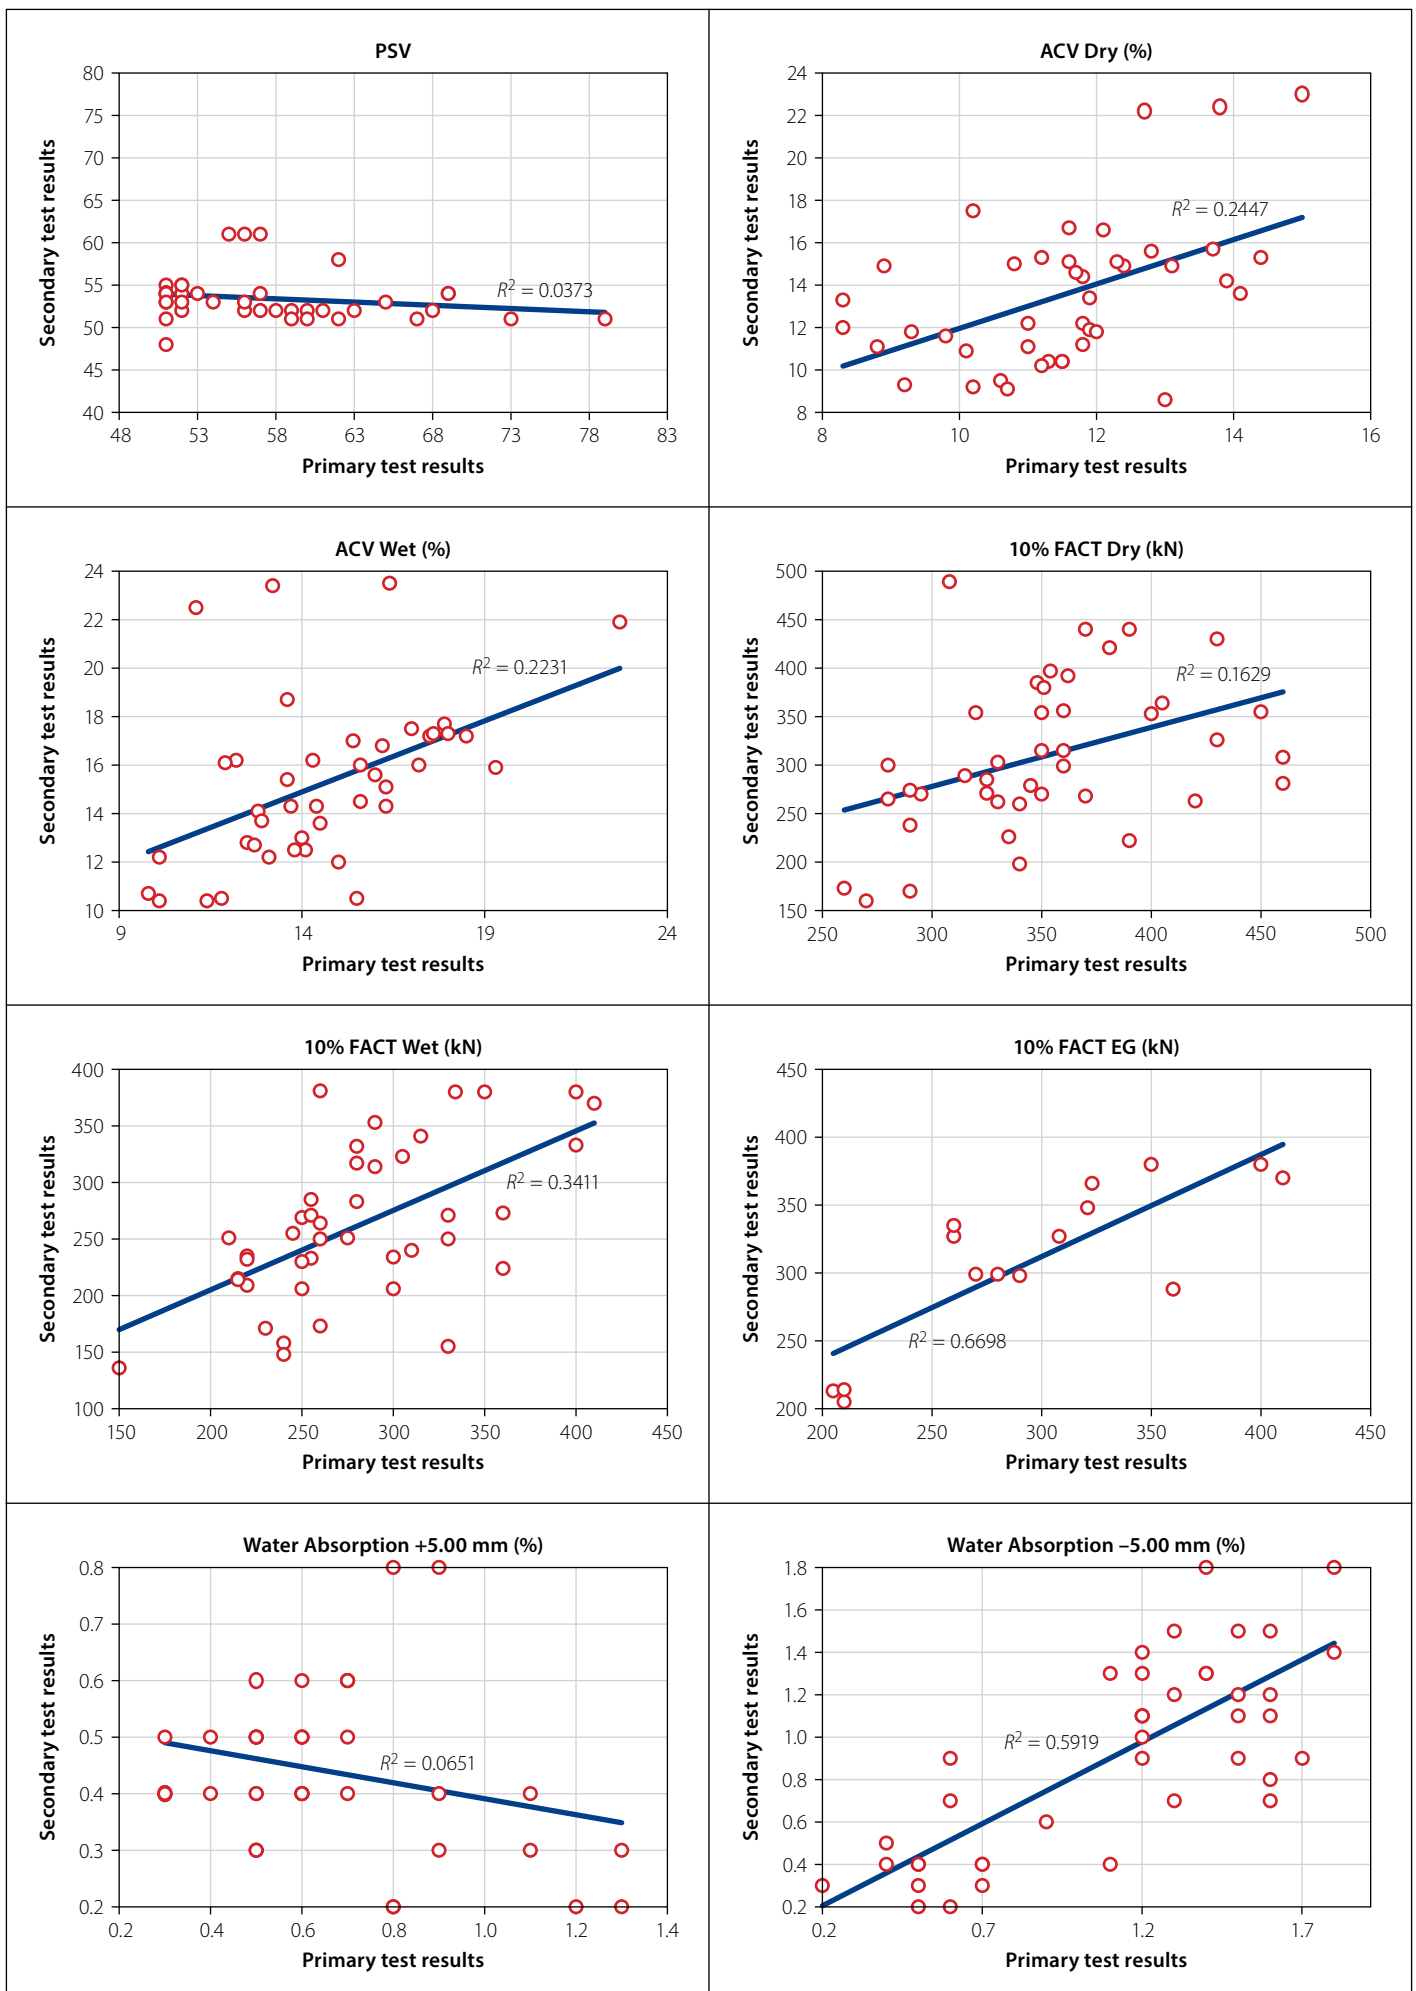 PSV
80
75
70
65
60
55
50
45
40
48 53 58 63 68 73 78 83
Secondary test results
Primary test results
R² = 0.0373
ACV Dry (%)
24
22
20
18
16
14
12
10
8
8 10 12 14 16
Secondary test results
Primary test results
R² = 0.2447
ACV Wet (%)
24
22
20
18
16
14
12
10
9 14 19 24
Secondary test results
Primary test results
R² = 0.2231
10% FACT Dry (kN)
500
450
400
350
300
250
200
150
250 300 350 400 450 500
Secondary test results
Primary test results
R² = 0.1629
10% FACT Wet (kN)
400
350
300
250
200
150
100
150 200 250 300 350 400 450
Secondary test results
Primary test results
R² = 0.3411
10% FACT EG (kN)
450
400
350
300
250
200
200 250 300 350 400 450
Secondary test results
Primary test results
R² = 0.6698
Water Absorption +5.00 mm (%)
0.8
0.7
0.6
0.5
0.4
0.3
0.2
0.2 0.4 0.6 0.8 1.0 1.2 1.4
Secondary test results
Primary test results
R² = 0.0651
Water Absorption –5.00 mm (%)
1.8
1.6
1.4
1.2
1.0
0.8
0.6
0.4
0.2
0.2 0.7 1.2 1.7
Secondary test results
Primary test results
R² = 0.5919